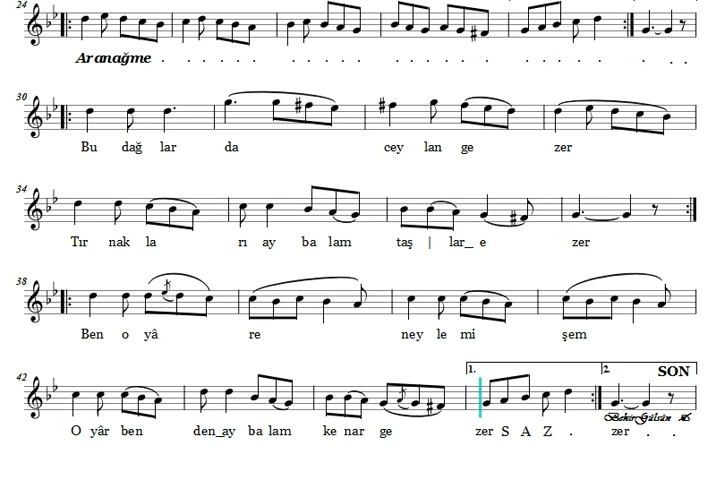 24
Aranağme . . . . . . . . . . . . . . . . . .
30
Bu dağ lar da cey lan ge zer
34
Tır nak la rı ay ba lam taş | lar_ e zer
38
Ben o yâ re ney le mi şem
42
1. 2. SON
Bekir Gülsün
O yâr ben den_ay ba lam ke nar ge zer S A Z . zer . .